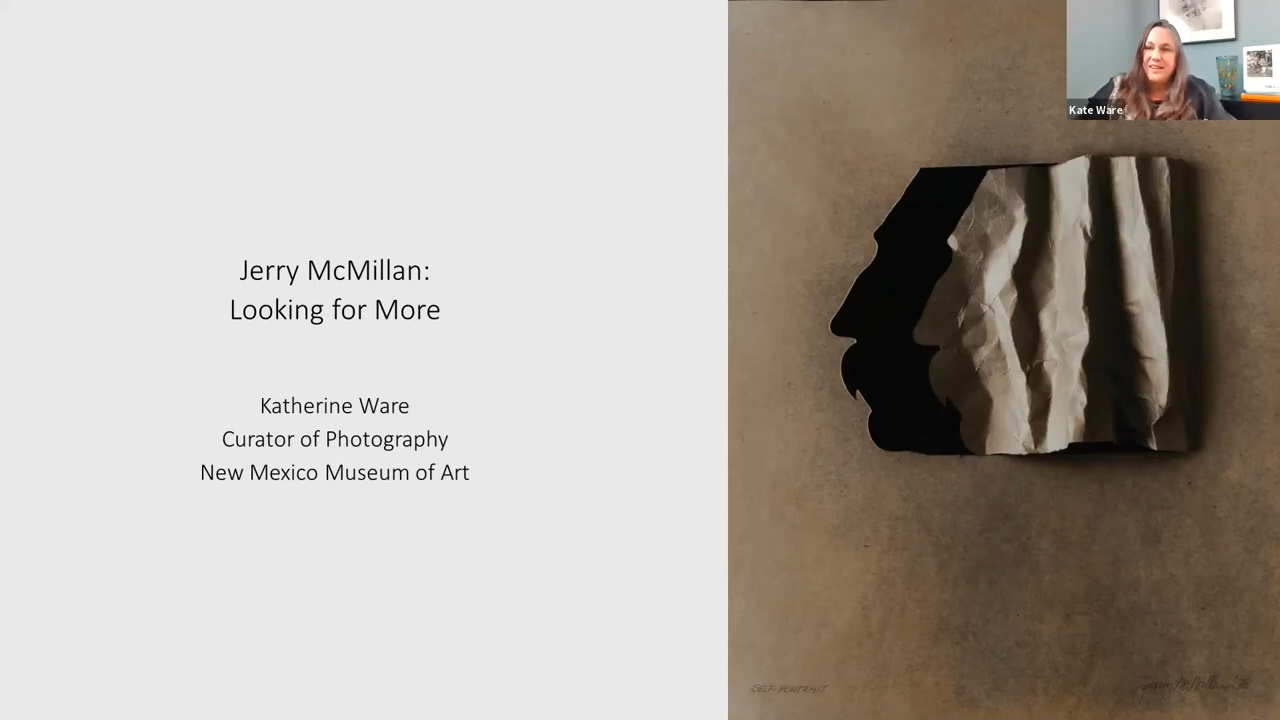 Jerry McMillan:
Looking for More
Katherine Ware
Curator of Photography
New Mexico Museum of Art
Kate Ware
SELF-PORTRAIT